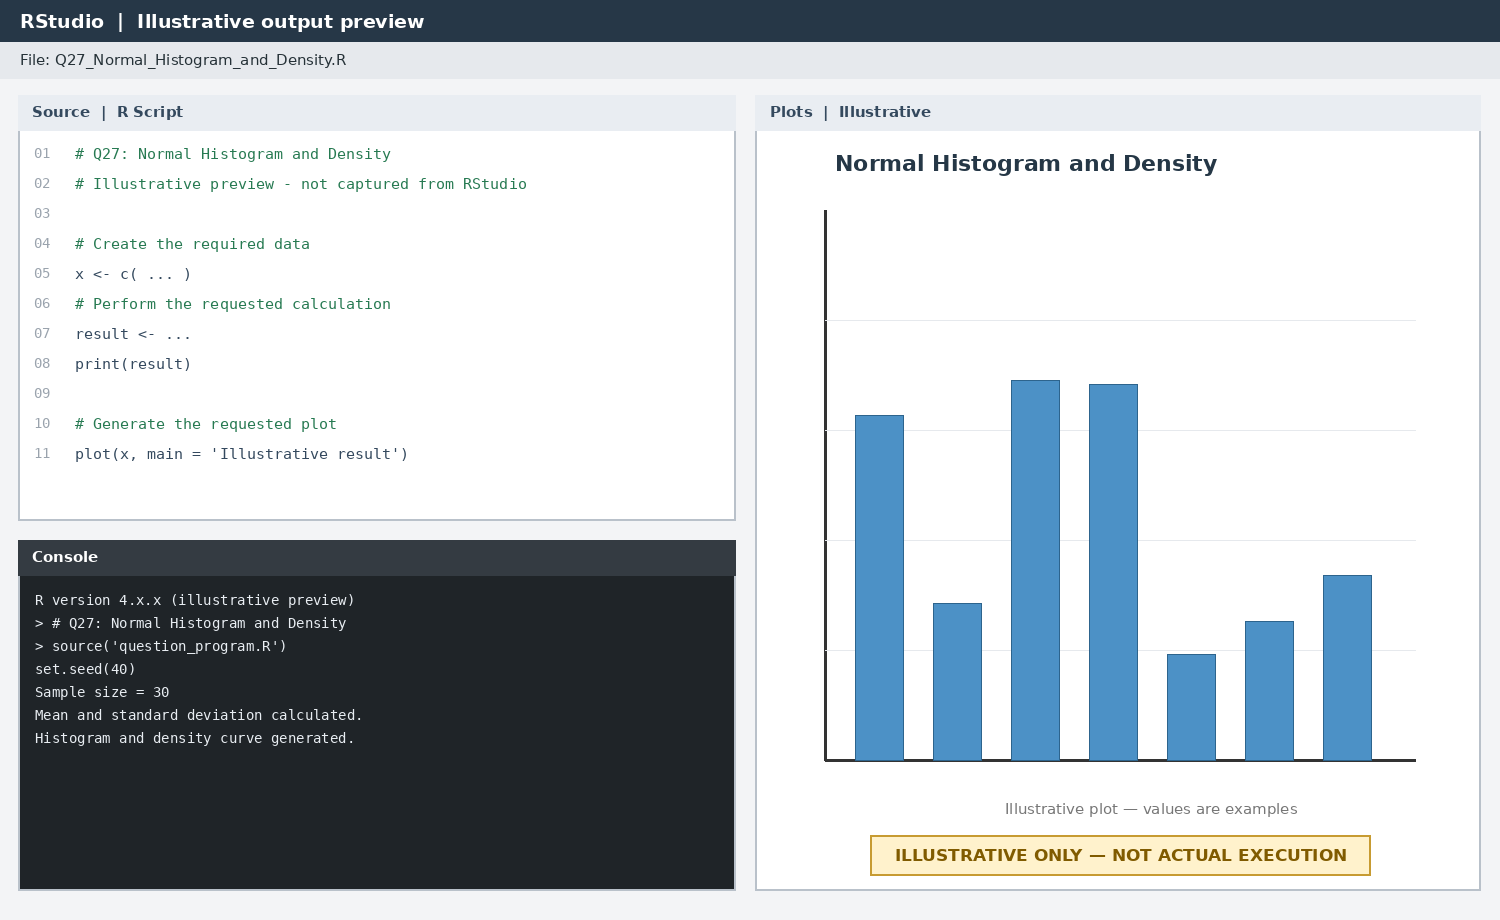 RStudio | Illustrative output preview
File: Q27_Normal_Histogram_and_Density.R
Source | R Script
01 # Q27: Normal Histogram and Density
02 # Illustrative preview - not captured from RStudio
03
04 # Create the required data
05 x <- c( ... )
06 # Perform the requested calculation
07 result <- ...
08 print(result)
09
10 # Generate the requested plot
11 plot(x, main = 'Illustrative result')
Console
R version 4.x.x (illustrative preview)
> # Q27: Normal Histogram and Density
> source('question_program.R')
set.seed(40)
Sample size = 30
Mean and standard deviation calculated.
Histogram and density curve generated.
Plots | Illustrative
Normal Histogram and Density
Illustrative plot — values are examples
ILLUSTRATIVE ONLY — NOT ACTUAL EXECUTION